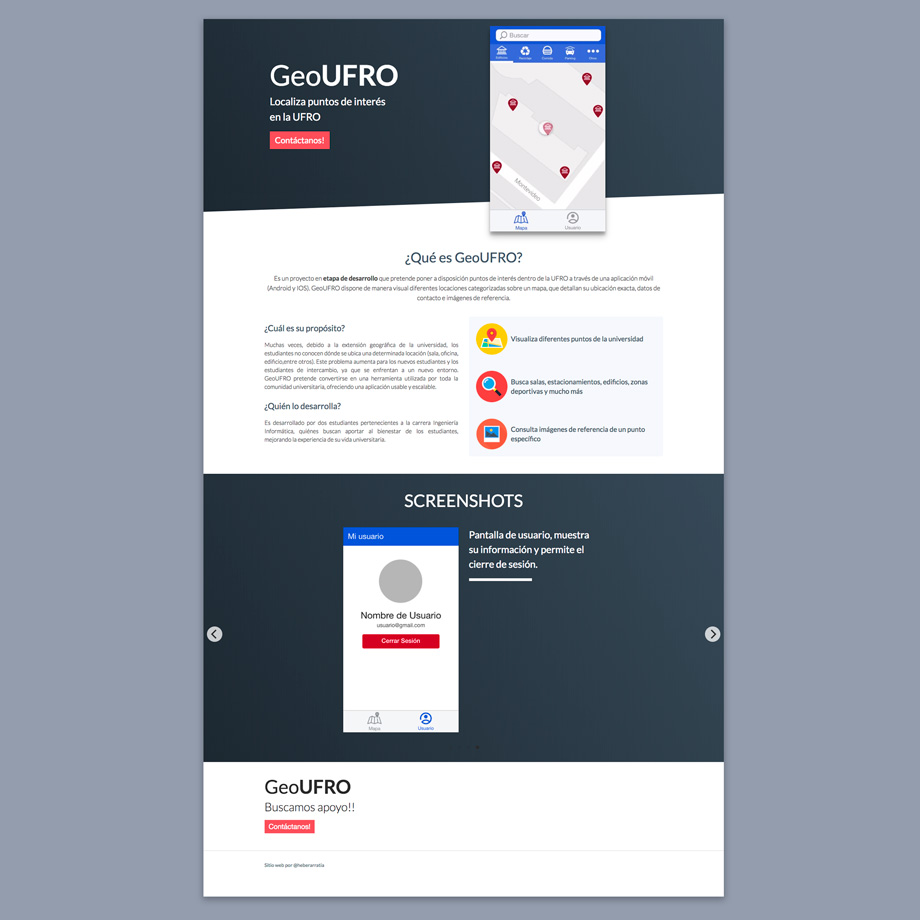 GeoUFRO
Localiza puntos de interés
en la UFRO
Contáctanos!
Buscar
Montevideo
Mapa
Usuario
¿Qué es GeoUFRO?
Es un proyecto en etapa de desarrollo que pretende poner a disposición puntos de interés dentro de la UFRO a través de una aplicación móvil
(Android y IOS). GeoUFRO dispone de manera visual diferentes locaciones categorizadas sobre un mapa, que detallan su ubicación exacta, datos de
contacto e imágenes de referencia.
¿Cuál es su propósito?
Muchas veces, debido a la extensión geográfica de la universidad, los
estudiantes no conocen dónde se ubica una determinada locación (sala, oficina,
edificio,entre otros). Este problema aumenta para los nuevos estudiantes y los
estudiantes de intercambio, ya que se enfrentan a un nuevo entorno.
GeoUFRO pretende convertirse en una herramienta utilizada por toda la
comunidad universitaria, ofreciendo una aplicación usable y escalable.
¿Quién lo desarrolla?
Es desarrollado por dos estudiantes pertenecientes a la carrera Ingeniería
Informática, quiénes buscan aportar al bienestar de los estudiantes,
mejorando la experiencia de su vida universitaria.
Visualiza diferentes puntos de la universidad
Busca salas, estacionamientos, edificios, zonas
deportivas y mucho más
Consulta imágenes de referencia de un punto
específico
SCREENSHOTS
Mi usuario
Nombre de Usuario
usuario@gmail.com
Cerrar Sesión
Mapa
Usuario
Pantalla de usuario, muestra
su información y permite el
cierre de sesión.
GeoUFRO
Buscamos apoyo!!
Contáctanos!